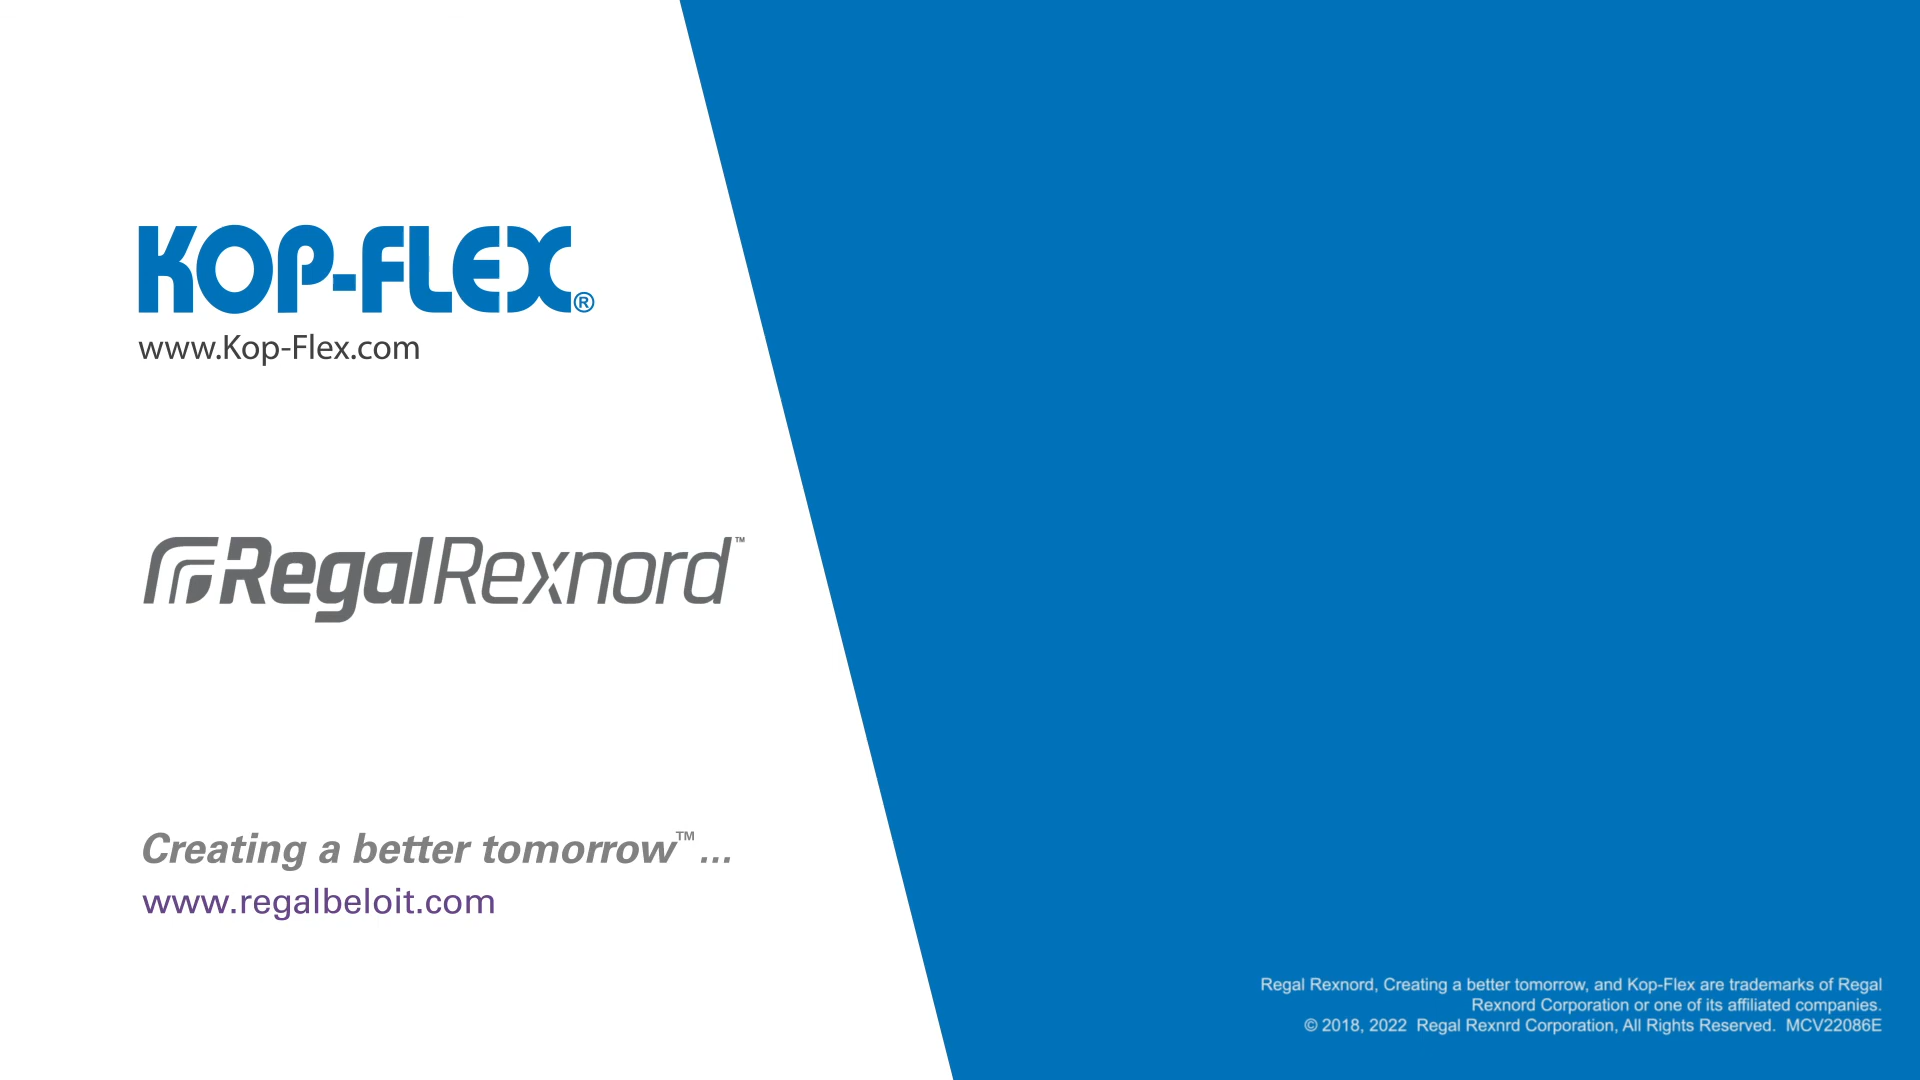 KOP-FLEX®
www.Kop-Flex.com
RegalRexnord™
Creating a better tomorrow™...
www.regalbeloit.com
Regal Rexnord, Creating a better tomorrow, and Kop-Flex are trademarks of Regal
Rexnord Corporation or one of its affiliated companies.
© 2018, 2022 Regal Rexnrd Corporation, All Rights Reserved. MCV22086E